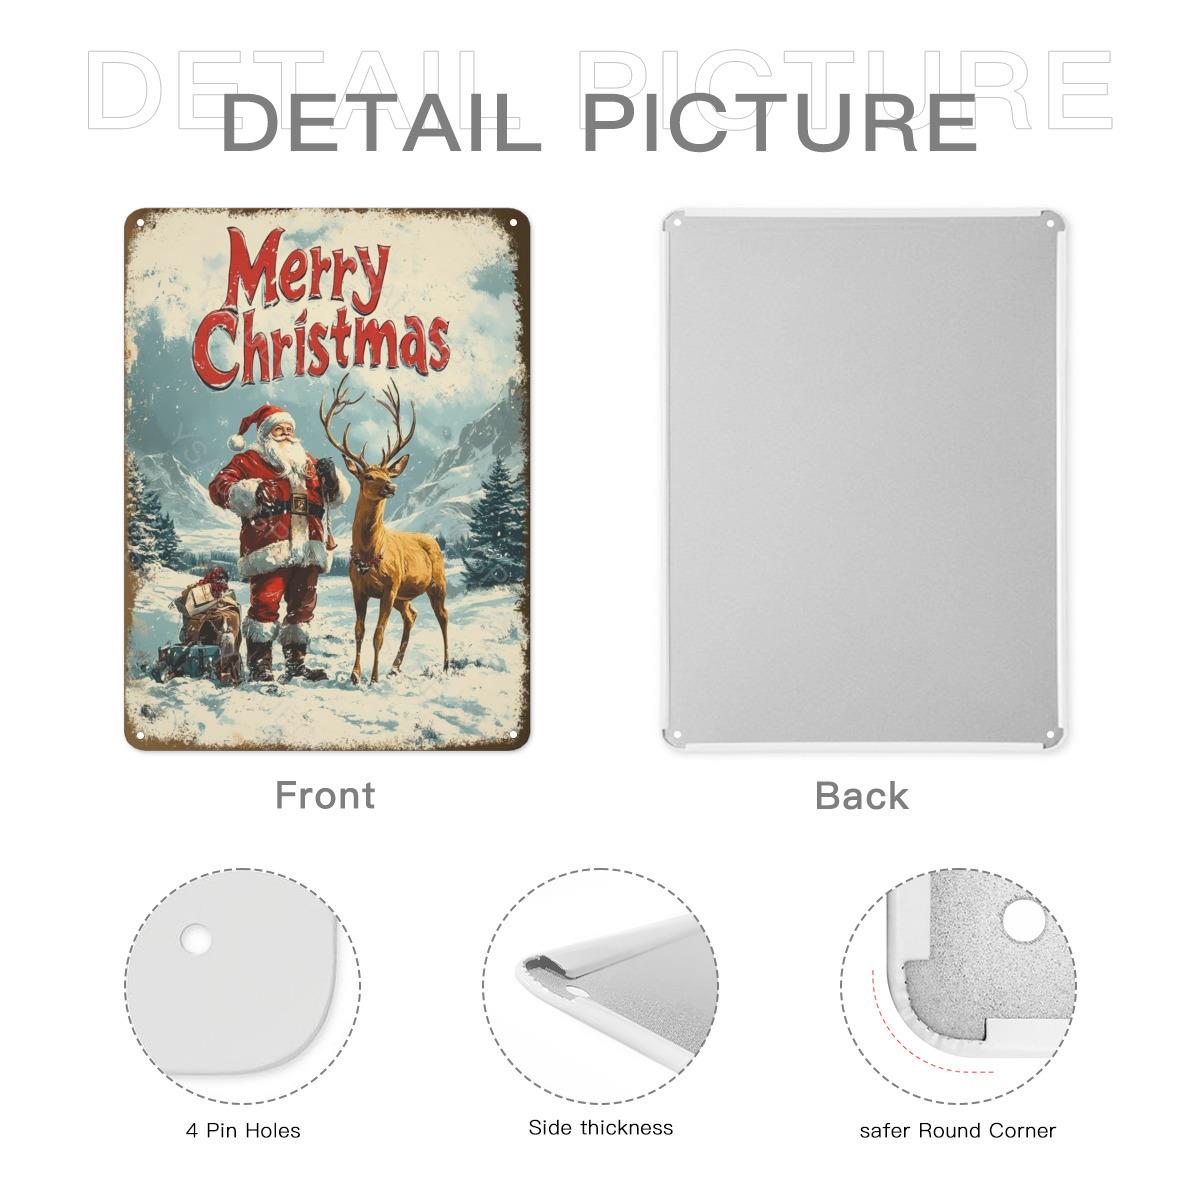 DETAIL PICTURE
DETAIL PICTURE
Merry
Christmas
Front
Back
4 Pin Holes
Side thickness
safer Round Corner